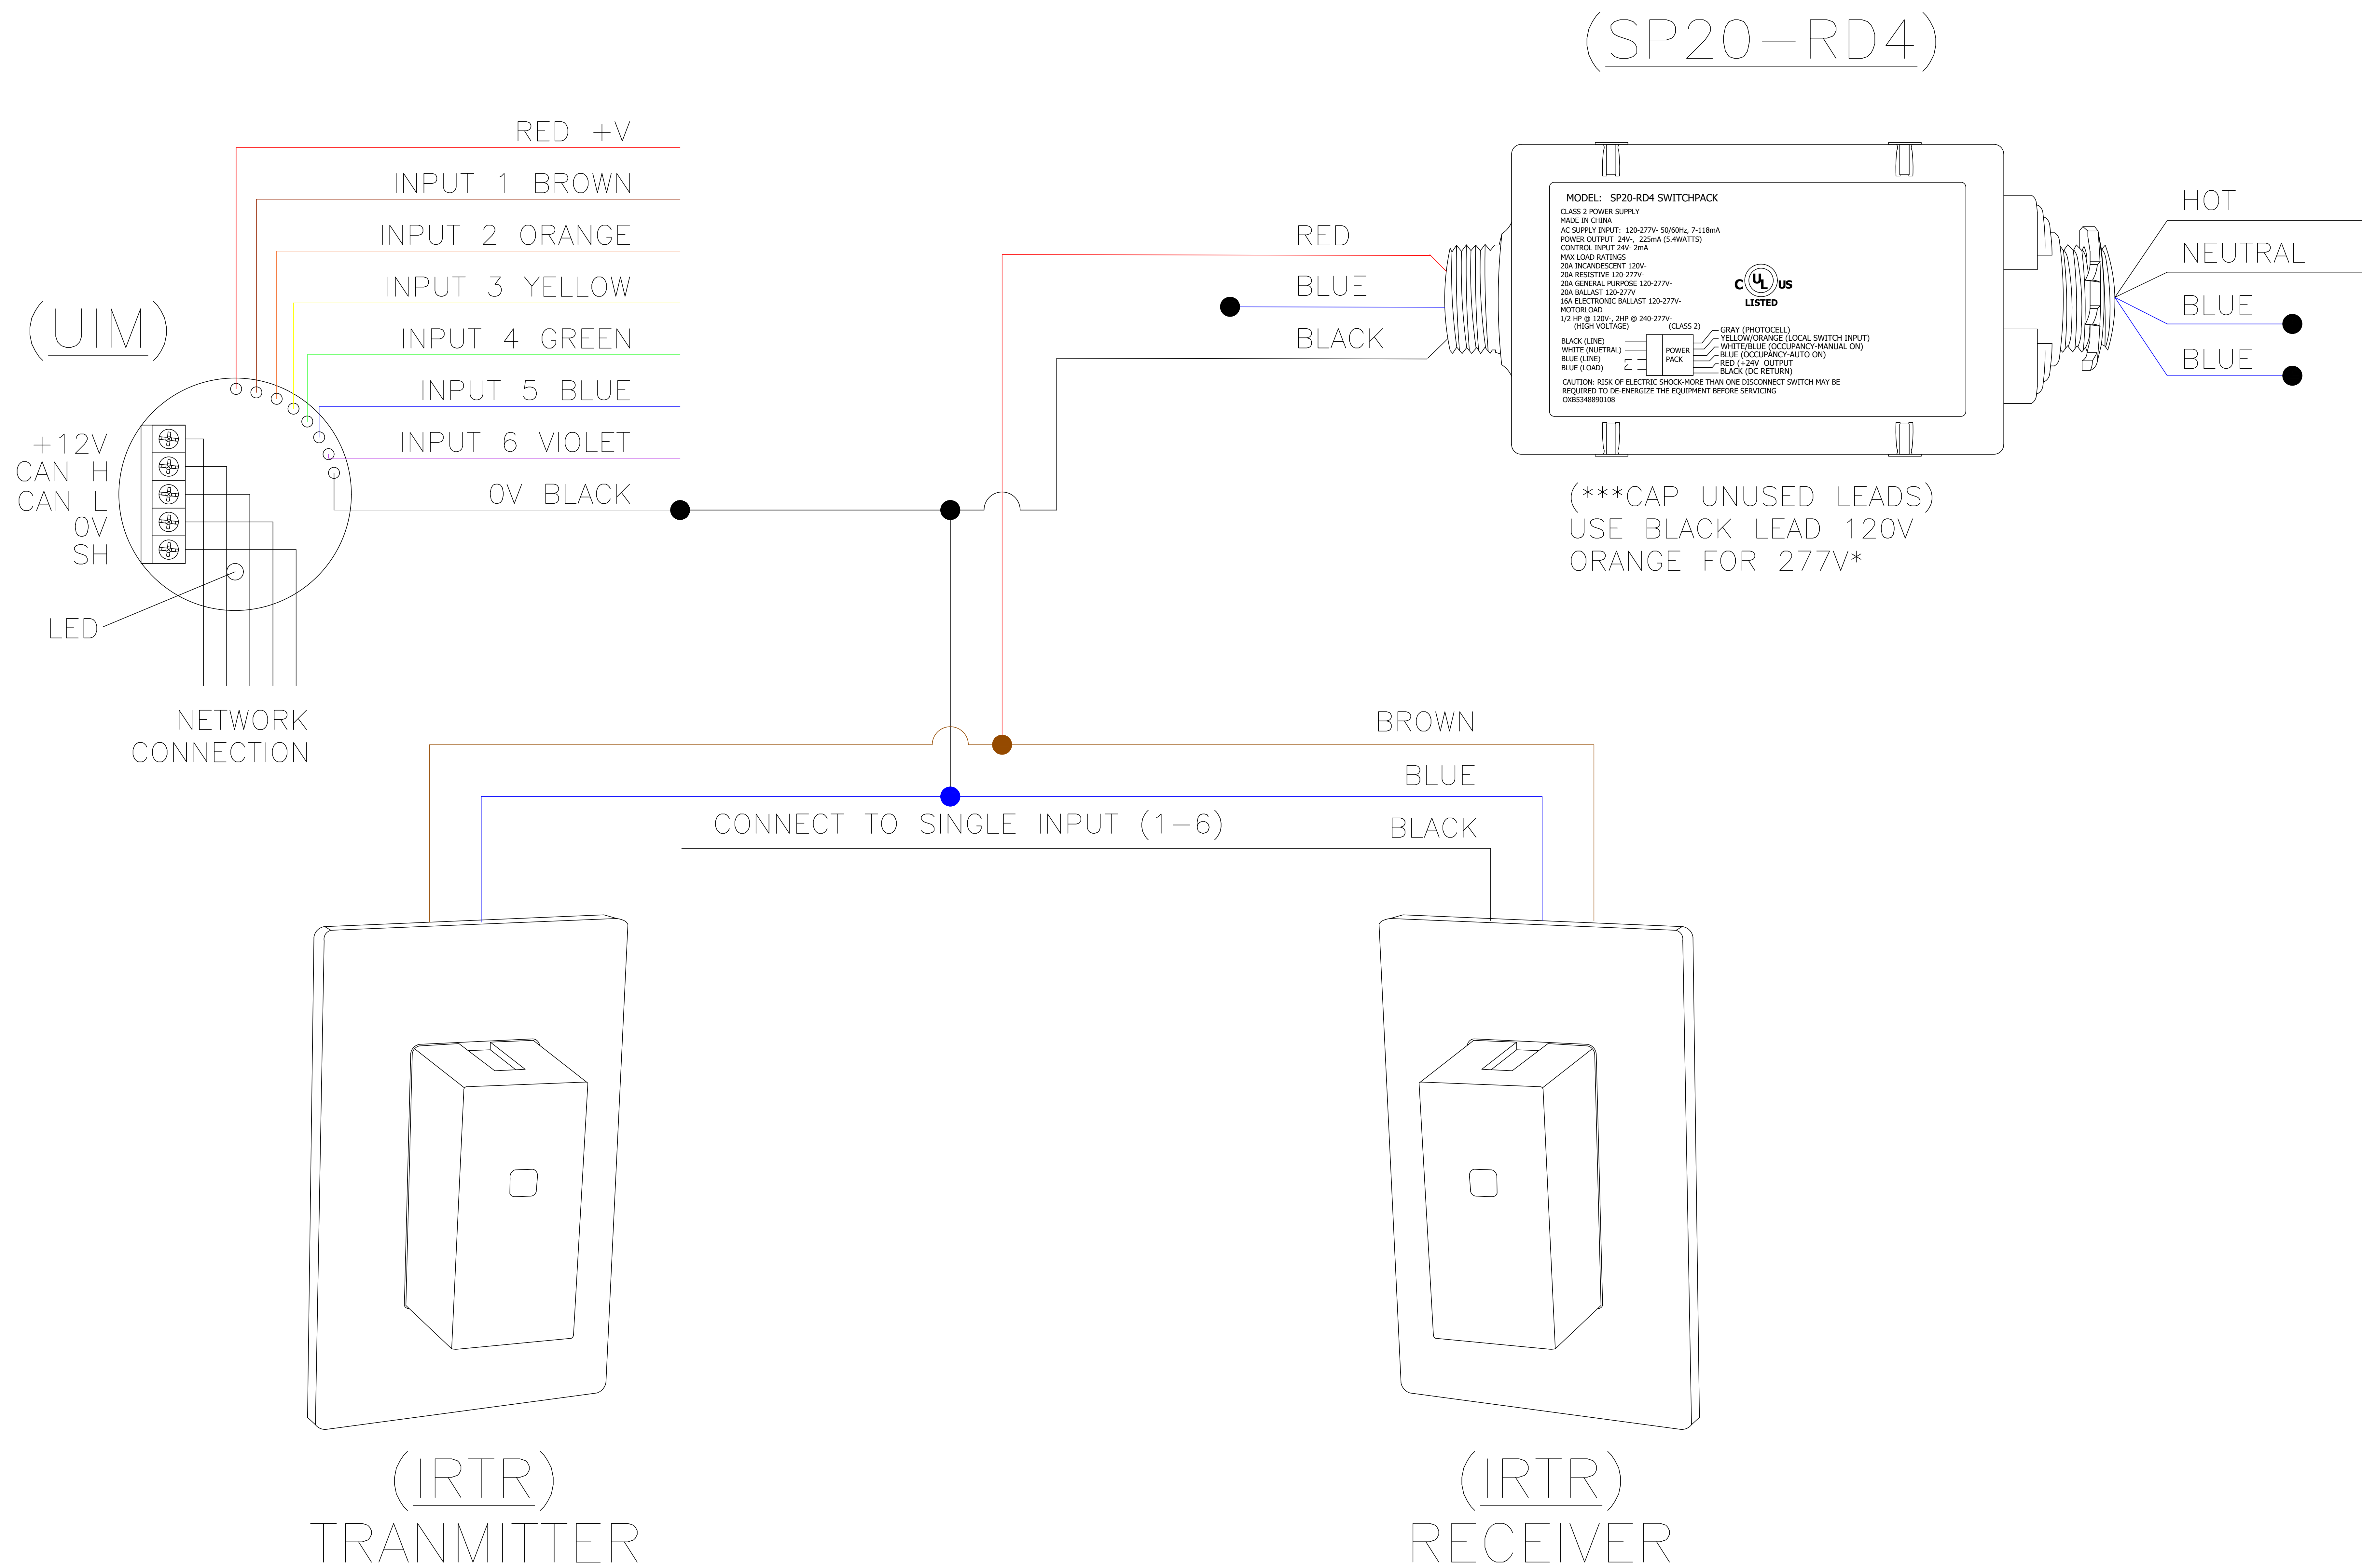 (SP20-RD4)
RED +V
INPUT 1 BROWN
INPUT 2 ORANGE
INPUT 3 YELLOW
INPUT 4 GREEN
INPUT 5 BLUE
INPUT 6 VIOLET
0V BLACK
(UIM)
+12V
CAN H
CAN L
0V
SH
LED
NETWORK
CONNECTION
RED
BLUE
BLACK
MODEL: SP20-RD4 SWITCHPACK
CLASS 2 POWER SUPPLY
MADE IN CHINA
AC SUPPLY INPUT: 120-277V- 50/60Hz, 7-118mA
POWER OUTPUT 24V-, 225mA (5.4WATTS)
CONTROL INPUT 24V- 2mA
MAX LOAD RATINGS
20A INCANDESCENT 120V-
20A RESISTIVE 120-277V-
20A GENERAL PURPOSE 120-277V-
20A BALLAST 120-277V
16A ELECTRONIC BALLAST 120-277V-
MOTORLOAD
1/2 HP @ 120V-, 2HP @ 240-277V-
C UL US
LISTED
(HIGH VOLTAGE) (CLASS 2)
BLACK (LINE)
WHITE (NUETRAL)
BLUE (LINE)
BLUE (LOAD)
POWER
PACK
GRAY (PHOTOCELL)
YELLOW/ORANGE (LOCAL SWITCH INPUT)
WHITE/BLUE (OCCUPANCY-MANUAL ON)
BLUE (OCCUPANCY-AUTO ON)
RED (+24V OUTPUT
BLACK (DC RETURN)
CAUTION: RISK OF ELECTRIC SHOCK-MORE THAN ONE DISCONNECT SWITCH MAY BE
REQUIRED TO DE-ENERGIZE THE EQUIPMENT BEFORE SERVICING
OXB5348890108
HOT
NEUTRAL
BLUE
BLUE
(***CAP UNUSED LEADS)
USE BLACK LEAD 120V
ORANGE FOR 277V*
BROWN
BLUE
CONNECT TO SINGLE INPUT (1-6)
BLACK
(IRTR)
TRANMITTER
(IRTR)
RECEIVER